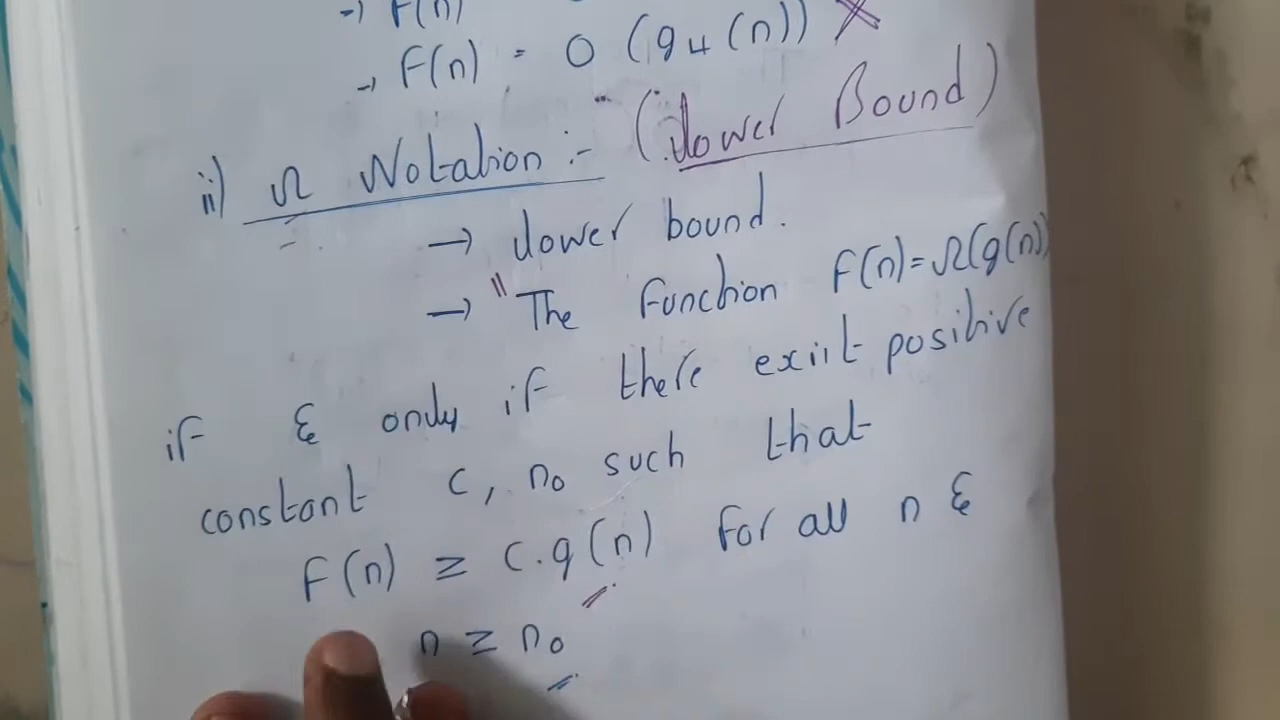 → F(n)
→ F(n) = O (g4 (n)) ✗
ii) Ω Notation :- (Lower Bound)
→ lower bound.
→ "The function F(n) = Ω(g(n))
if & only if there exiit positive
constant c, n₀ such that
F(n) ≥ c.g(n) for all n &
n ≥ n₀